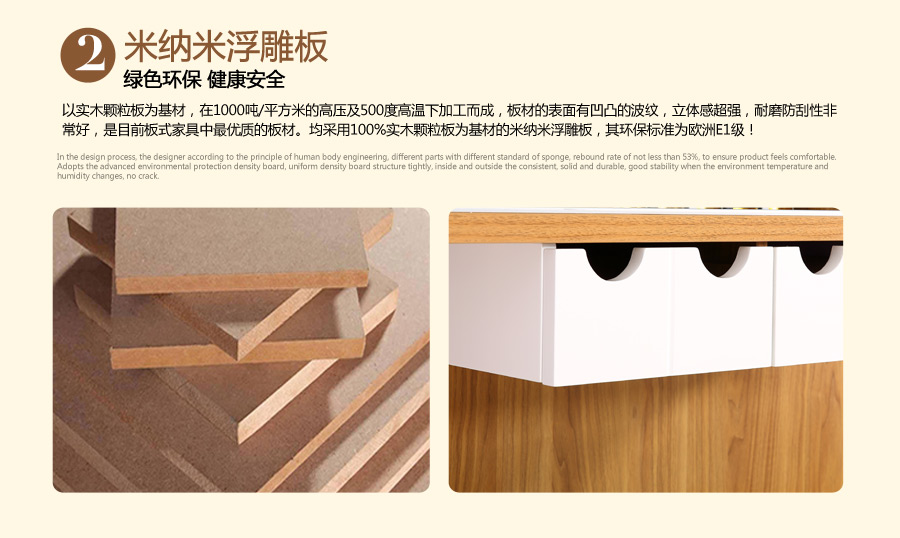 2
米纳米浮雕板
绿色环保 健康安全
以实木颗粒板为基材，在1000吨/平方米的高压及500度高温下加工而成，板材的表面有凹凸的波纹，立体感超强，耐磨防刮性非
常好，是目前板式家具中最优质的板材。均采用100%实木颗粒板为基材的米纳米浮雕板，其环保标准为欧洲E1级！
In the design process, the designer according to the principle of human body engineering, different parts with different standard of sponge, rebound rate of not less than 53%, to ensure product feels comfortable.
Adopts the advanced environmental protection density board, uniform density board structure tightly, inside and outside the consistent, solid and durable, good stability when the environment temperature and
humidity changes, no crack.